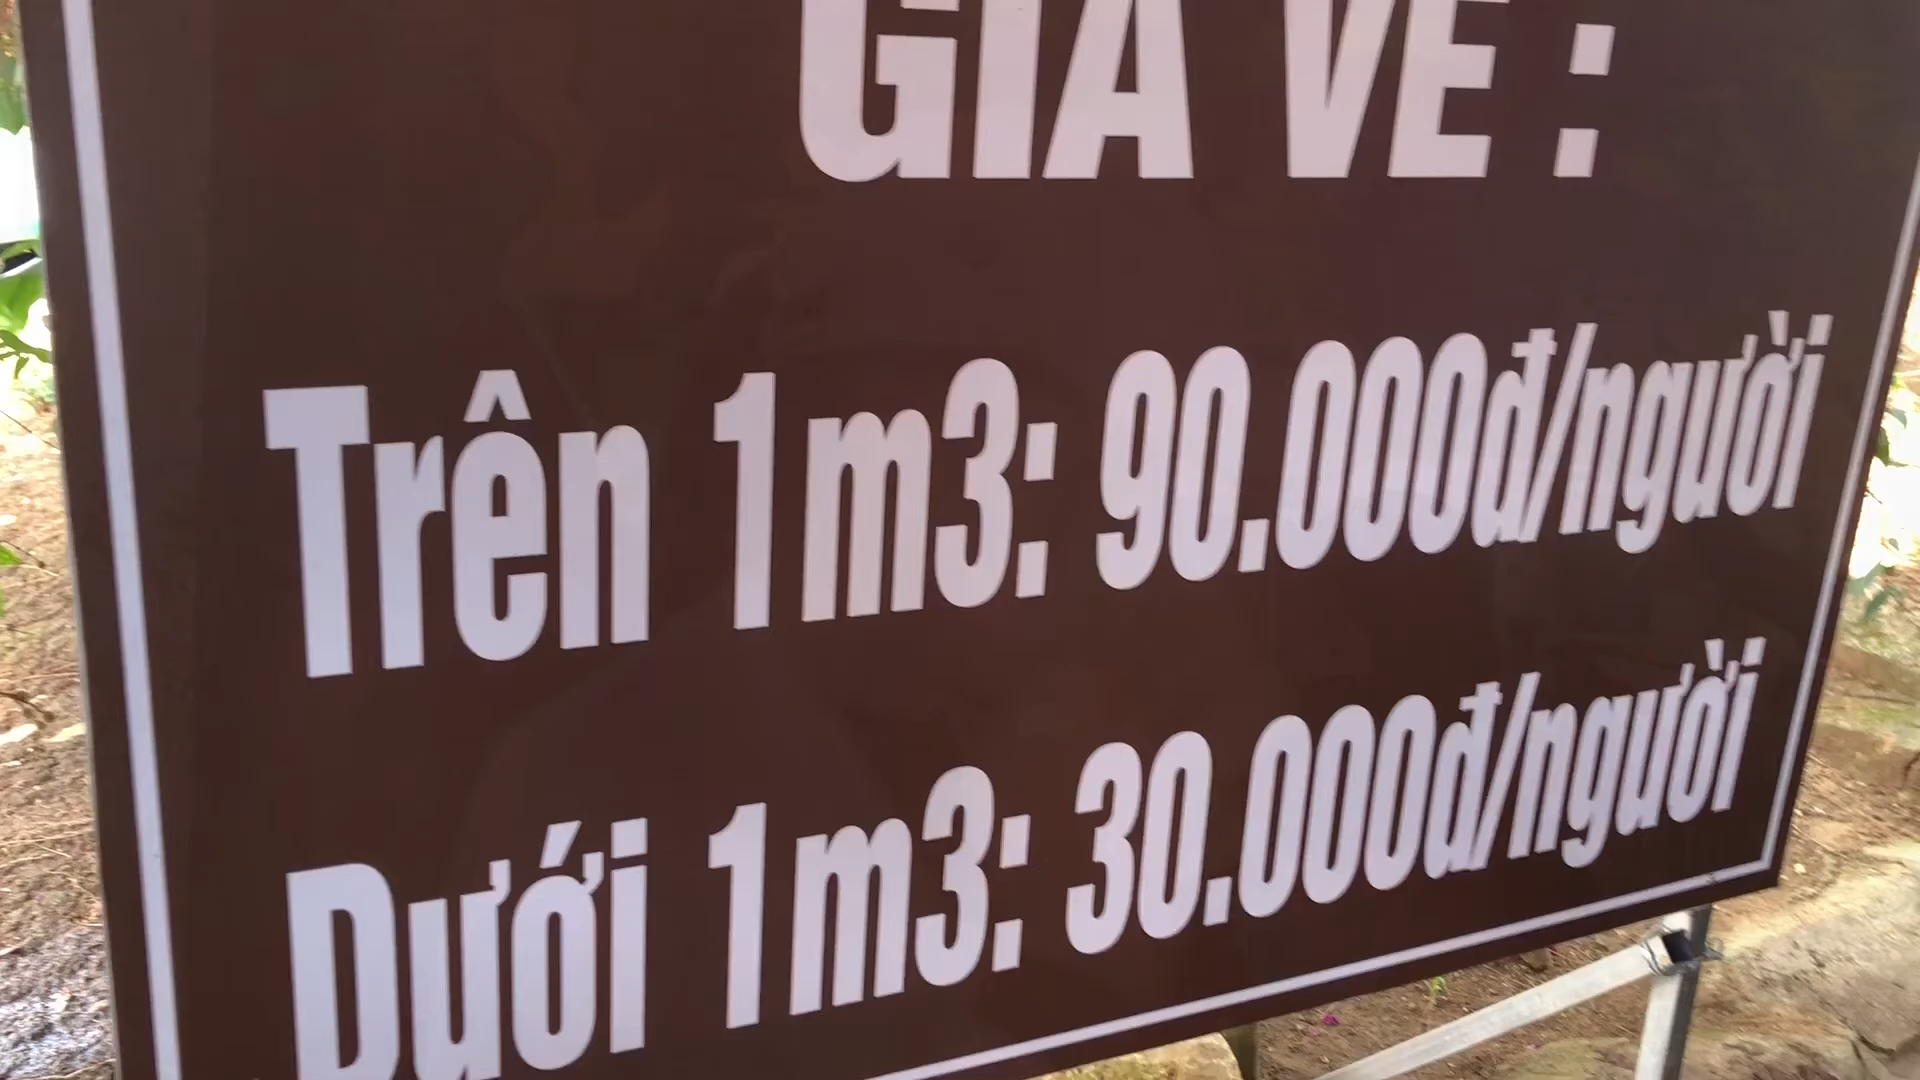 GIÁ VÉ :
Trên 1m3: 90.000đ/người
Dưới 1m3: 30.000đ/người